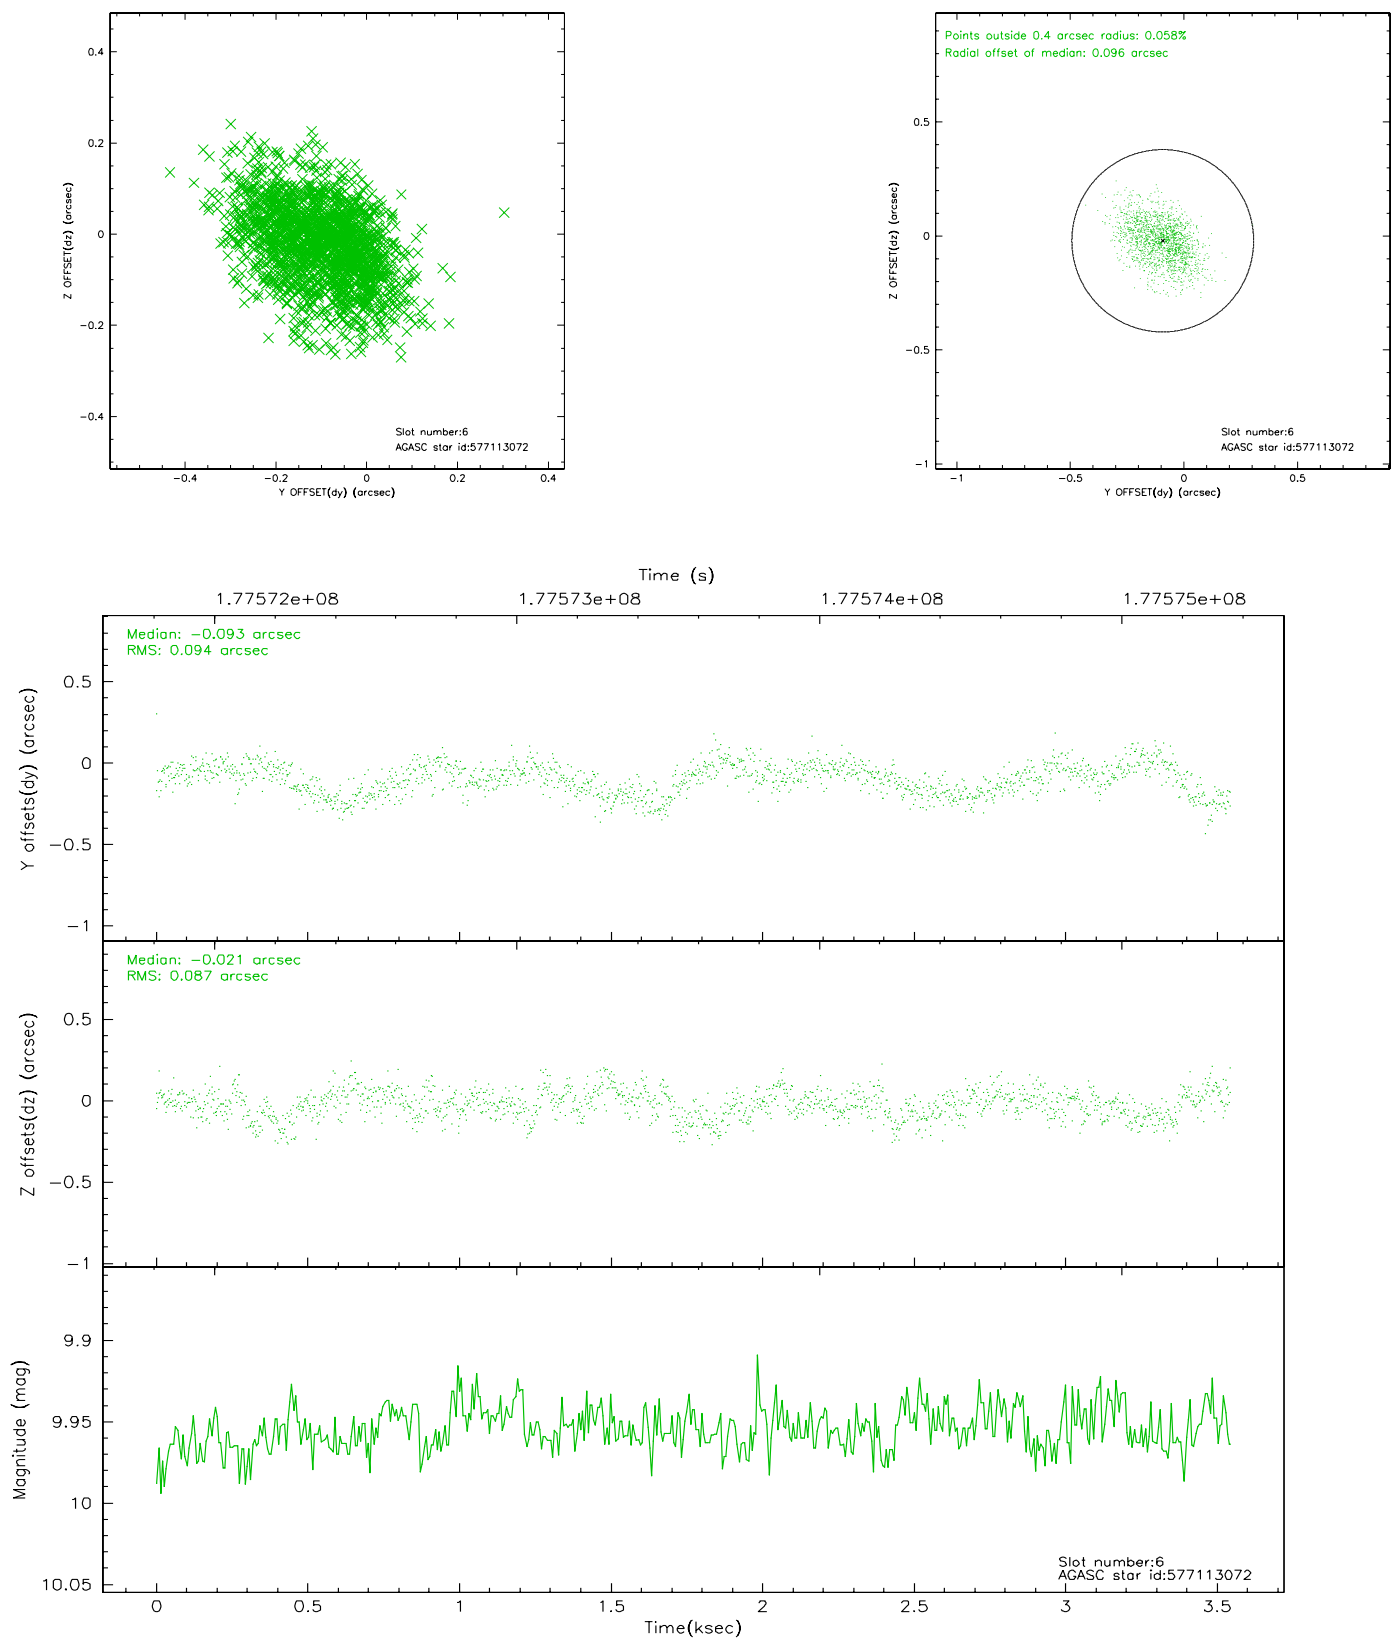 0.4
0.2
0
−0.2
−0.4
Z OFFSET(dz) (arcsec)
−0.4 −0.2 0 0.2 0.4
Y OFFSET(dy) (arcsec)
Slot number:6
AGASC star id:577113072
Points outside 0.4 arcsec radius: 0.058%
Radial offset of median: 0.096 arcsec
0.5
0
−0.5
−1
Z OFFSET(dz) (arcsec)
−1 −0.5 0 0.5
Y OFFSET(dy) (arcsec)
Slot number:6
AGASC star id:577113072
Time (s)
1.77572e+08 1.77573e+08 1.77574e+08 1.77575e+08
Median: −0.093 arcsec
RMS: 0.094 arcsec
0.5
0
−0.5
−1
Y offsets(dy) (arcsec)
Median: −0.021 arcsec
RMS: 0.087 arcsec
0.5
0
−0.5
−1
Z offsets(dz) (arcsec)
9.9
9.95
10
10.05
Magnitude (mag)
Slot number:6
AGASC star id:577113072
0 0.5 1 1.5 2 2.5 3 3.5
Time(ksec)